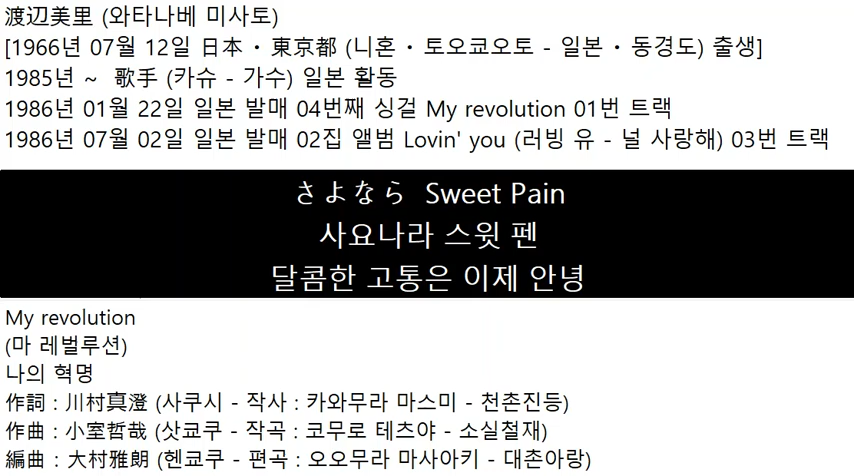 渡辺美里 (와타나베 미사토)
[1966년 07월 12일 日本・東京都 (니혼・토오쿄오토 - 일본・동경도) 출생]
1985년 ~  歌手 (카슈 - 가수) 일본 활동
1986년 01월 22일 일본 발매 04번째 싱걸 My revolution 01번 트랙
1986년 07월 02일 일본 발매 02집 앨범 Lovin' you (러빙 유 - 널 사랑해) 03번 트랙
さよなら  Sweet Pain
사요나라 스윗 펜
달콤한 고통은 이제 안녕
My revolution
(마 레벌루션)
나의 혁명
作詞 : 川村真澄 (사쿠시 - 작사 : 카와무라 마스미 - 천촌진등)
作曲 : 小室哲哉 (삿쿄쿠 - 작곡 : 코무로 테츠야 - 소실철재)
編曲 : 大村雅朗 (헨쿄쿠 - 편곡 : 오오무라 마사아키 - 대촌아랑)